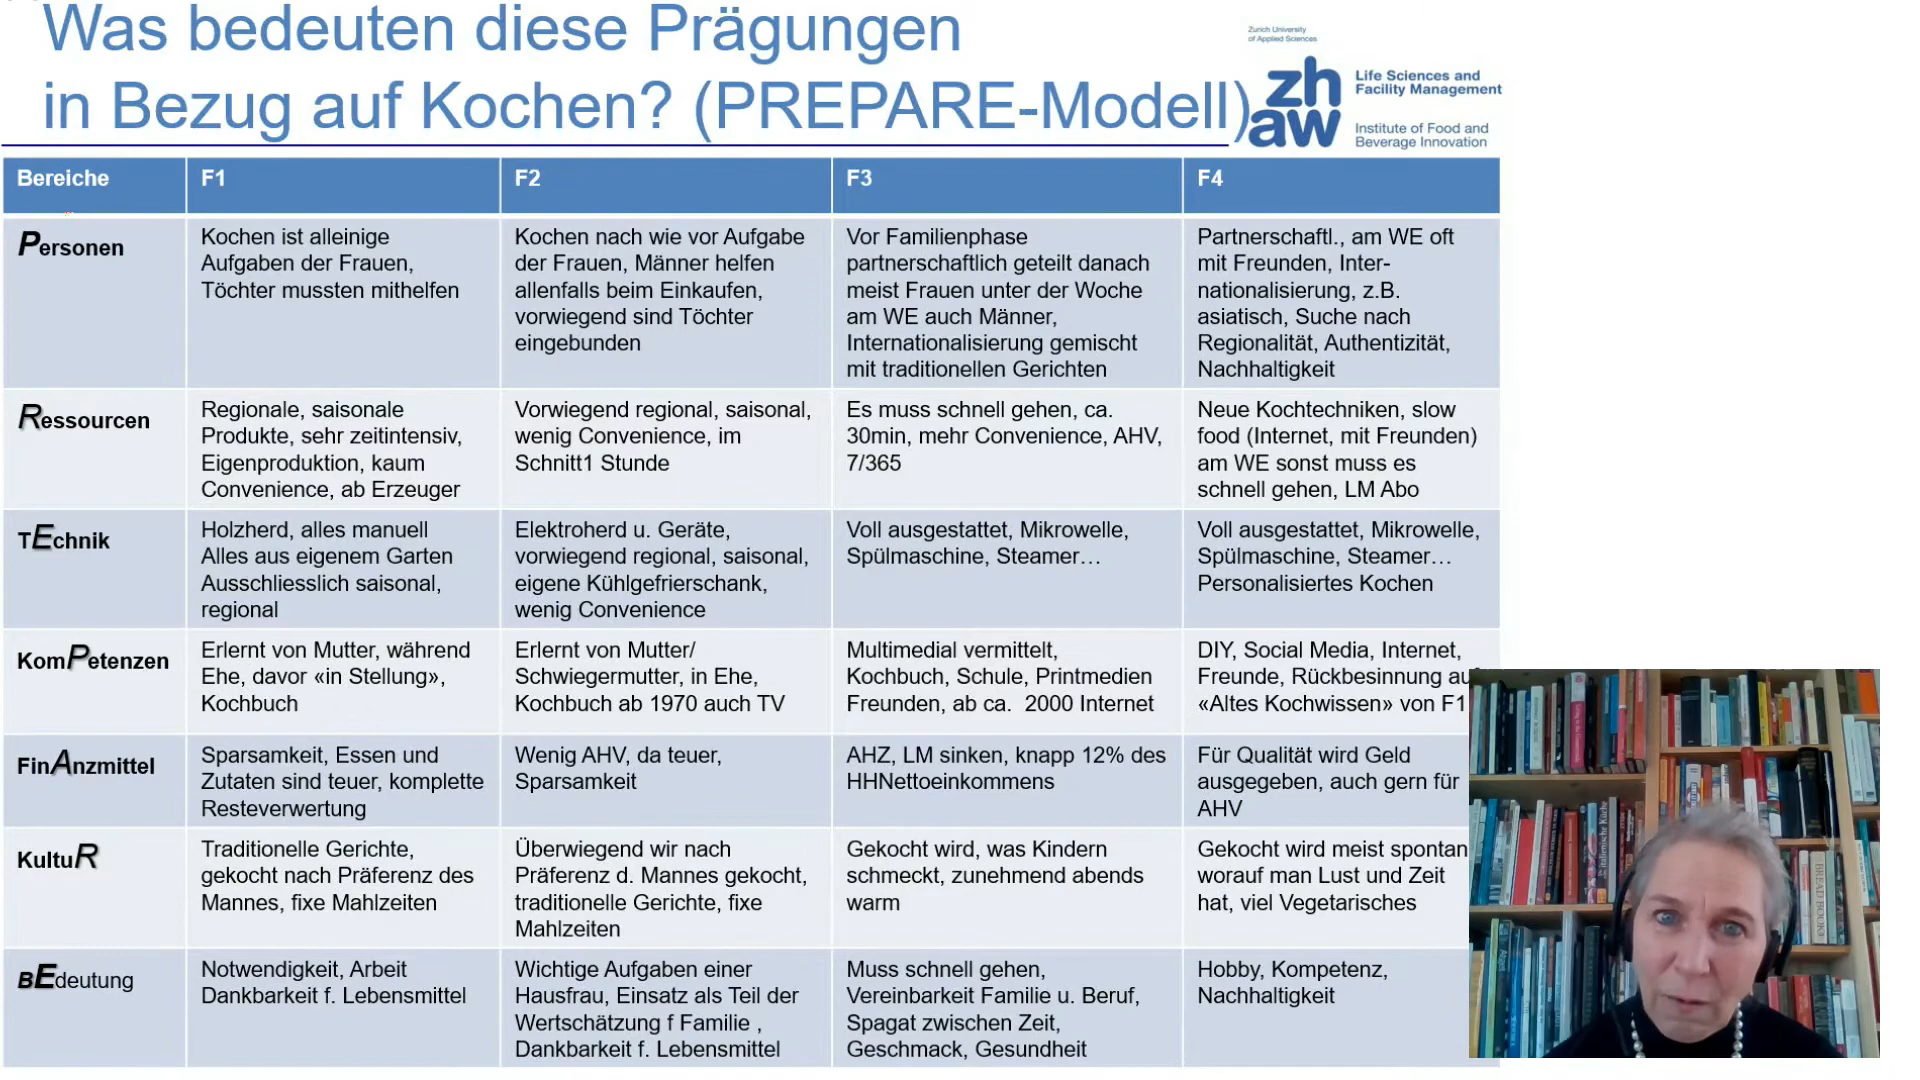 Was bedeuten diese Prägungen
in Bezug auf Kochen? (PREPARE-Modell)
Zurich University
of Applied Sciences
zh
aw
Life Sciences and
Facility Management
Institute of Food and
Beverage Innovation
Bereiche
F1
F2
F3
F4
Personen
Kochen ist alleinige
Aufgaben der Frauen,
Töchter mussten mithelfen
Kochen nach wie vor Aufgabe
der Frauen, Männer helfen
allenfalls beim Einkaufen,
vorwiegend sind Töchter
eingebunden
Vor Familienphase
partnerschaftlich geteilt danach
meist Frauen unter der Woche
am WE auch Männer,
Internationalisierung gemischt
mit traditionellen Gerichten
Partnerschaftl., am WE oft
mit Freunden, Inter-
nationalisierung, z.B.
asiatisch, Suche nach
Regionalität, Authentizität,
Nachhaltigkeit
Ressourcen
Regionale, saisonale
Produkte, sehr zeitintensiv,
Eigenproduktion, kaum
Convenience, ab Erzeuger
Vorwiegend regional, saisonal,
wenig Convenience, im
Schnitt1 Stunde
Es muss schnell gehen, ca.
30min, mehr Convenience, AHV,
7/365
Neue Kochtechniken, slow
food (Internet, mit Freunden)
am WE sonst muss es
schnell gehen, LM Abo
TEchnik
Holzherd, alles manuell
Alles aus eigenem Garten
Ausschliesslich saisonal,
regional
Elektroherd u. Geräte,
vorwiegend regional, saisonal,
eigene Kühlgefrierschank,
wenig Convenience
Voll ausgestattet, Mikrowelle,
Spülmaschine, Steamer…
Voll ausgestattet, Mikrowelle,
Spülmaschine, Steamer…
Personalisiertes Kochen
KomPetenzen
Erlernt von Mutter, während
Ehe, davor «in Stellung»,
Kochbuch
Erlernt von Mutter/
Schwiegermutter, in Ehe,
Kochbuch ab 1970 auch TV
Multimedial vermittelt,
Kochbuch, Schule, Printmedien
Freunden, ab ca. 2000 Internet
DIY, Social Media, Internet,
Freunde, Rückbesinnung
«Altes Kochwissen» von F1
FinAnzmittel
Sparsamkeit, Essen und
Zutaten sind teuer, komplette
Resteverwertung
Wenig AHV, da teuer,
Sparsamkeit
AHZ, LM sinken, knapp 12% des
HHNettoeinkommens
Für Qualität wird Geld
ausgegeben, auch gern für
AHV
KultuR
Traditionelle Gerichte,
gekocht nach Präferenz des
Mannes, fixe Mahlzeiten
Überwiegend wir nach
Präferenz d. Mannes gekocht,
traditionelle Gerichte, fixe
Mahlzeiten
Gekocht wird, was Kindern
schmeckt, zunehmend abends
warm
Gekocht wird meist spontan
worauf man Lust und Zeit
hat, viel Vegetarisches
BEdeutung
Notwendigkeit, Arbeit
Dankbarkeit f. Lebensmittel
Wichtige Aufgaben einer
Hausfrau, Einsatz als Teil der
Wertschätzung f Familie ,
Dankbarkeit f. Lebensmittel
Muss schnell gehen,
Vereinbarkeit Familie u. Beruf,
Spagat zwischen Zeit,
Geschmack, Gesundheit
Hobby, Kompetenz,
Nachhaltigkeit
BREAD BOOK